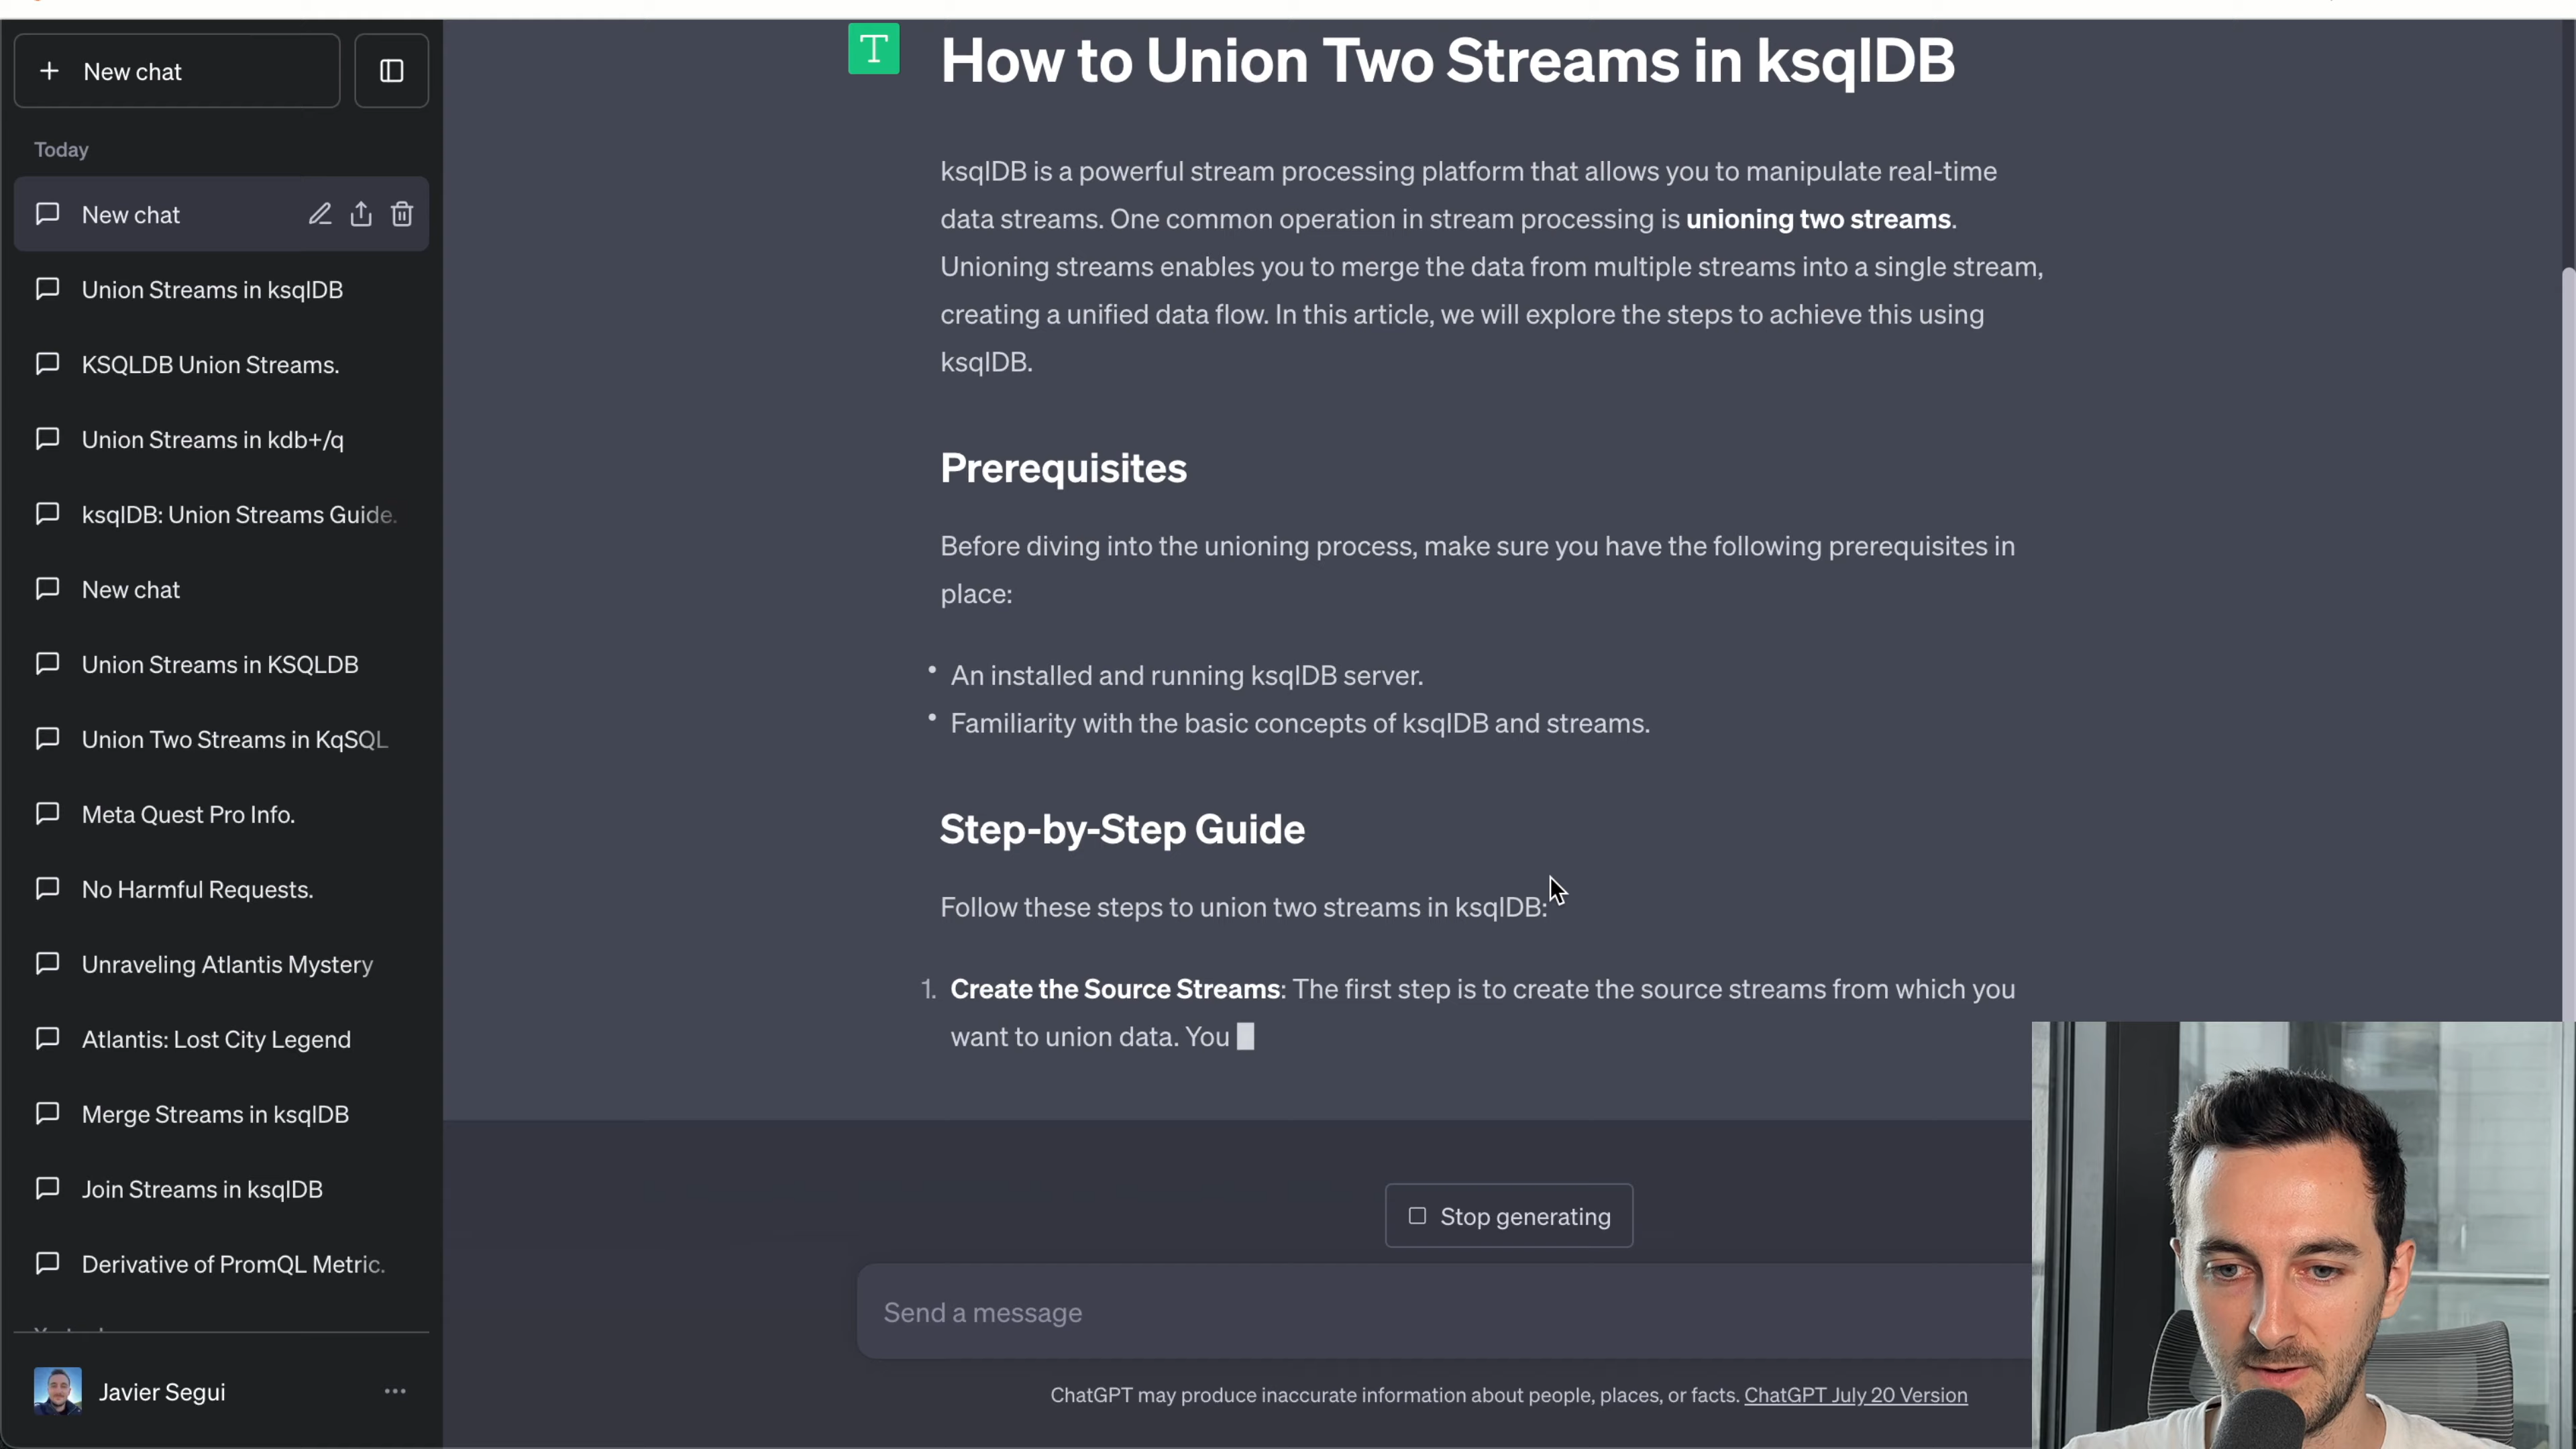 New chat
Today
New chat
Union Streams in ksqlDB
KSQLDB Union Streams.
Union Streams in kdb+/q
ksqlDB: Union Streams Guide.
New chat
Union Streams in KSQLDB
Union Two Streams in KqSQL
Meta Quest Pro Info.
No Harmful Requests.
Unraveling Atlantis Mystery
Atlantis: Lost City Legend
Merge Streams in ksqlDB
Join Streams in ksqlDB
Derivative of PromQL Metric.
Javier Segui
T
How to Union Two Streams in ksqlDB
ksqlDB is a powerful stream processing platform that allows you to manipulate real-time
data streams. One common operation in stream processing is unioning two streams.
Unioning streams enables you to merge the data from multiple streams into a single stream,
creating a unified data flow. In this article, we will explore the steps to achieve this using
ksqlDB.
Prerequisites
Before diving into the unioning process, make sure you have the following prerequisites in
place:
• An installed and running ksqlDB server.
• Familiarity with the basic concepts of ksqlDB and streams.
Step-by-Step Guide
Follow these steps to union two streams in ksqlDB:
1. Create the Source Streams: The first step is to create the source streams from which you
want to union data. You
Stop generating
Send a message
ChatGPT may produce inaccurate information about people, places, or facts. ChatGPT July 20 Version